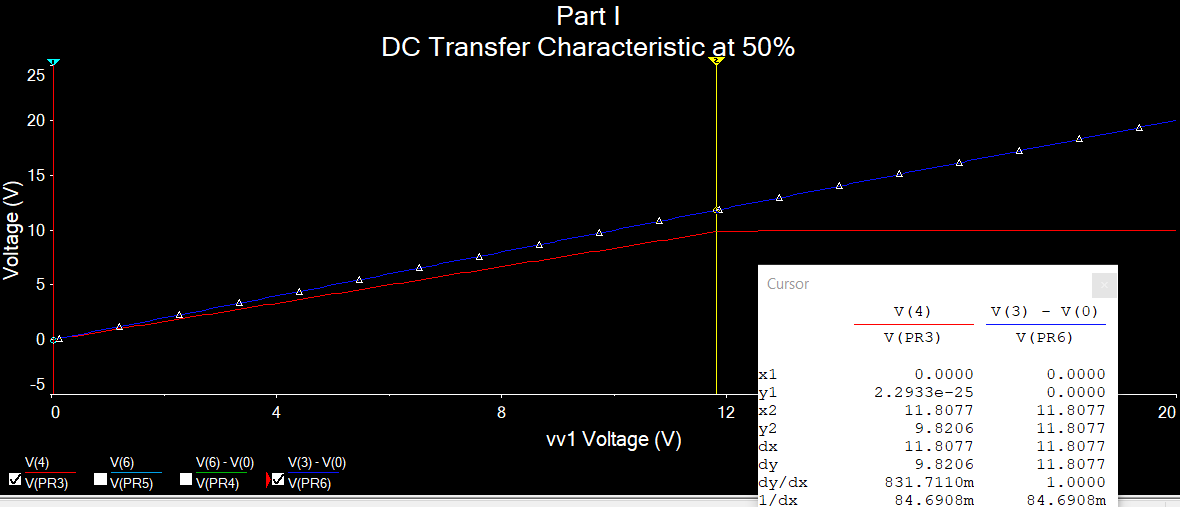 Part I
DC Transfer Characteristic at 50%
1
2
25
20
15
10
5
0
-5
Voltage (V)
0 4 8 12 20
vv1 Voltage (V)
V(4) V(6) V(6) - V(0) V(3) - V(0)
V(PR3) V(PR5) V(PR4) V(PR6)
Cursor
V(4) V(3) - V(0)
V(PR3) V(PR6)
x1 0.0000 0.0000
y1 2.2933e-25 0.0000
x2 11.8077 11.8077
y2 9.8206 11.8077
dx 11.8077 11.8077
dy 9.8206 11.8077
dy/dx 831.7110m 1.0000
1/dx 84.6908m 84.6908m